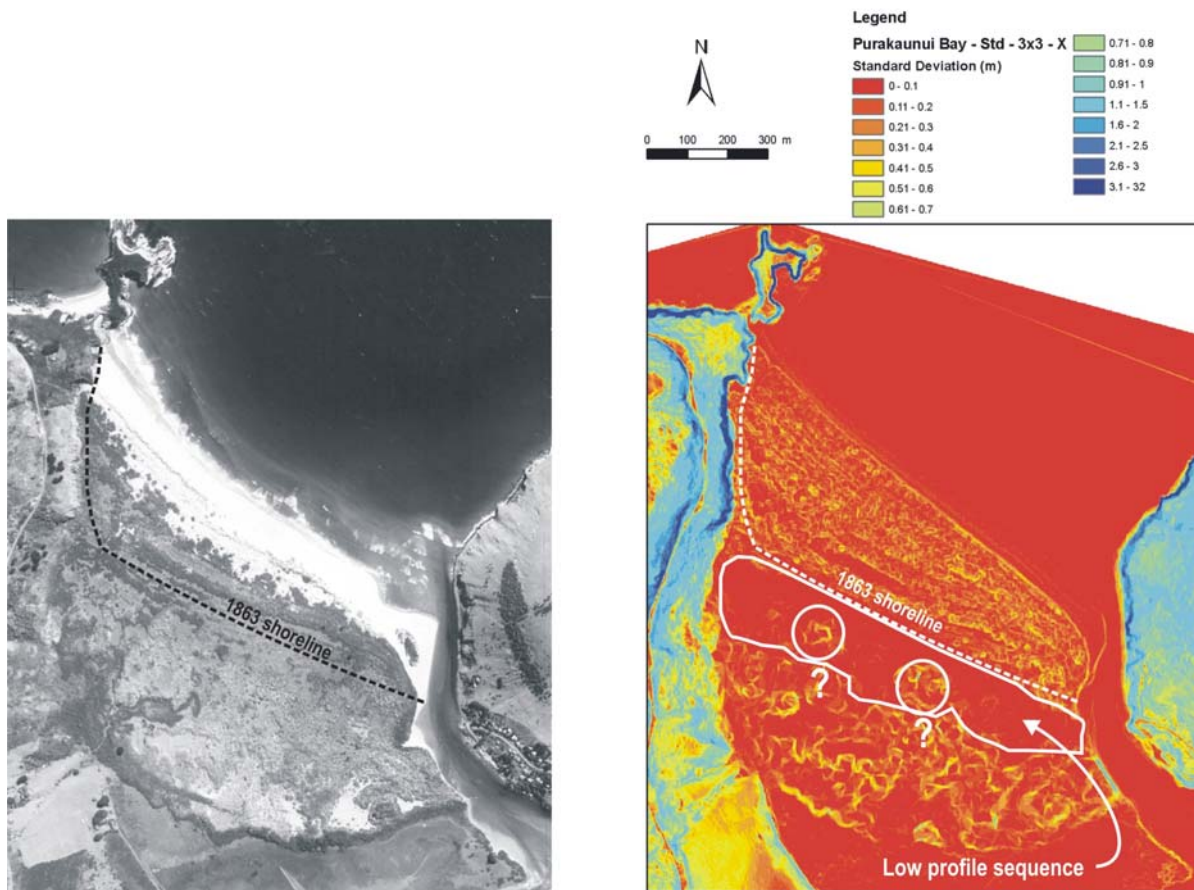 Legend
Purakaunui Bay - Std - 3x3 - X
Standard Deviation (m)
0 - 0.1
0.11 - 0.2
0.21 - 0.3
0.31 - 0.4
0.41 - 0.5
0.51 - 0.6
0.61 - 0.7
0.71 - 0.8
0.81 - 0.9
0.91 - 1
1.1 - 1.5
1.6 - 2
2.1 - 2.5
2.6 - 3
3.1 - 32
N
0 100 200 300 m
1863 shoreline
1863 shoreline
?
?
Low profile sequence